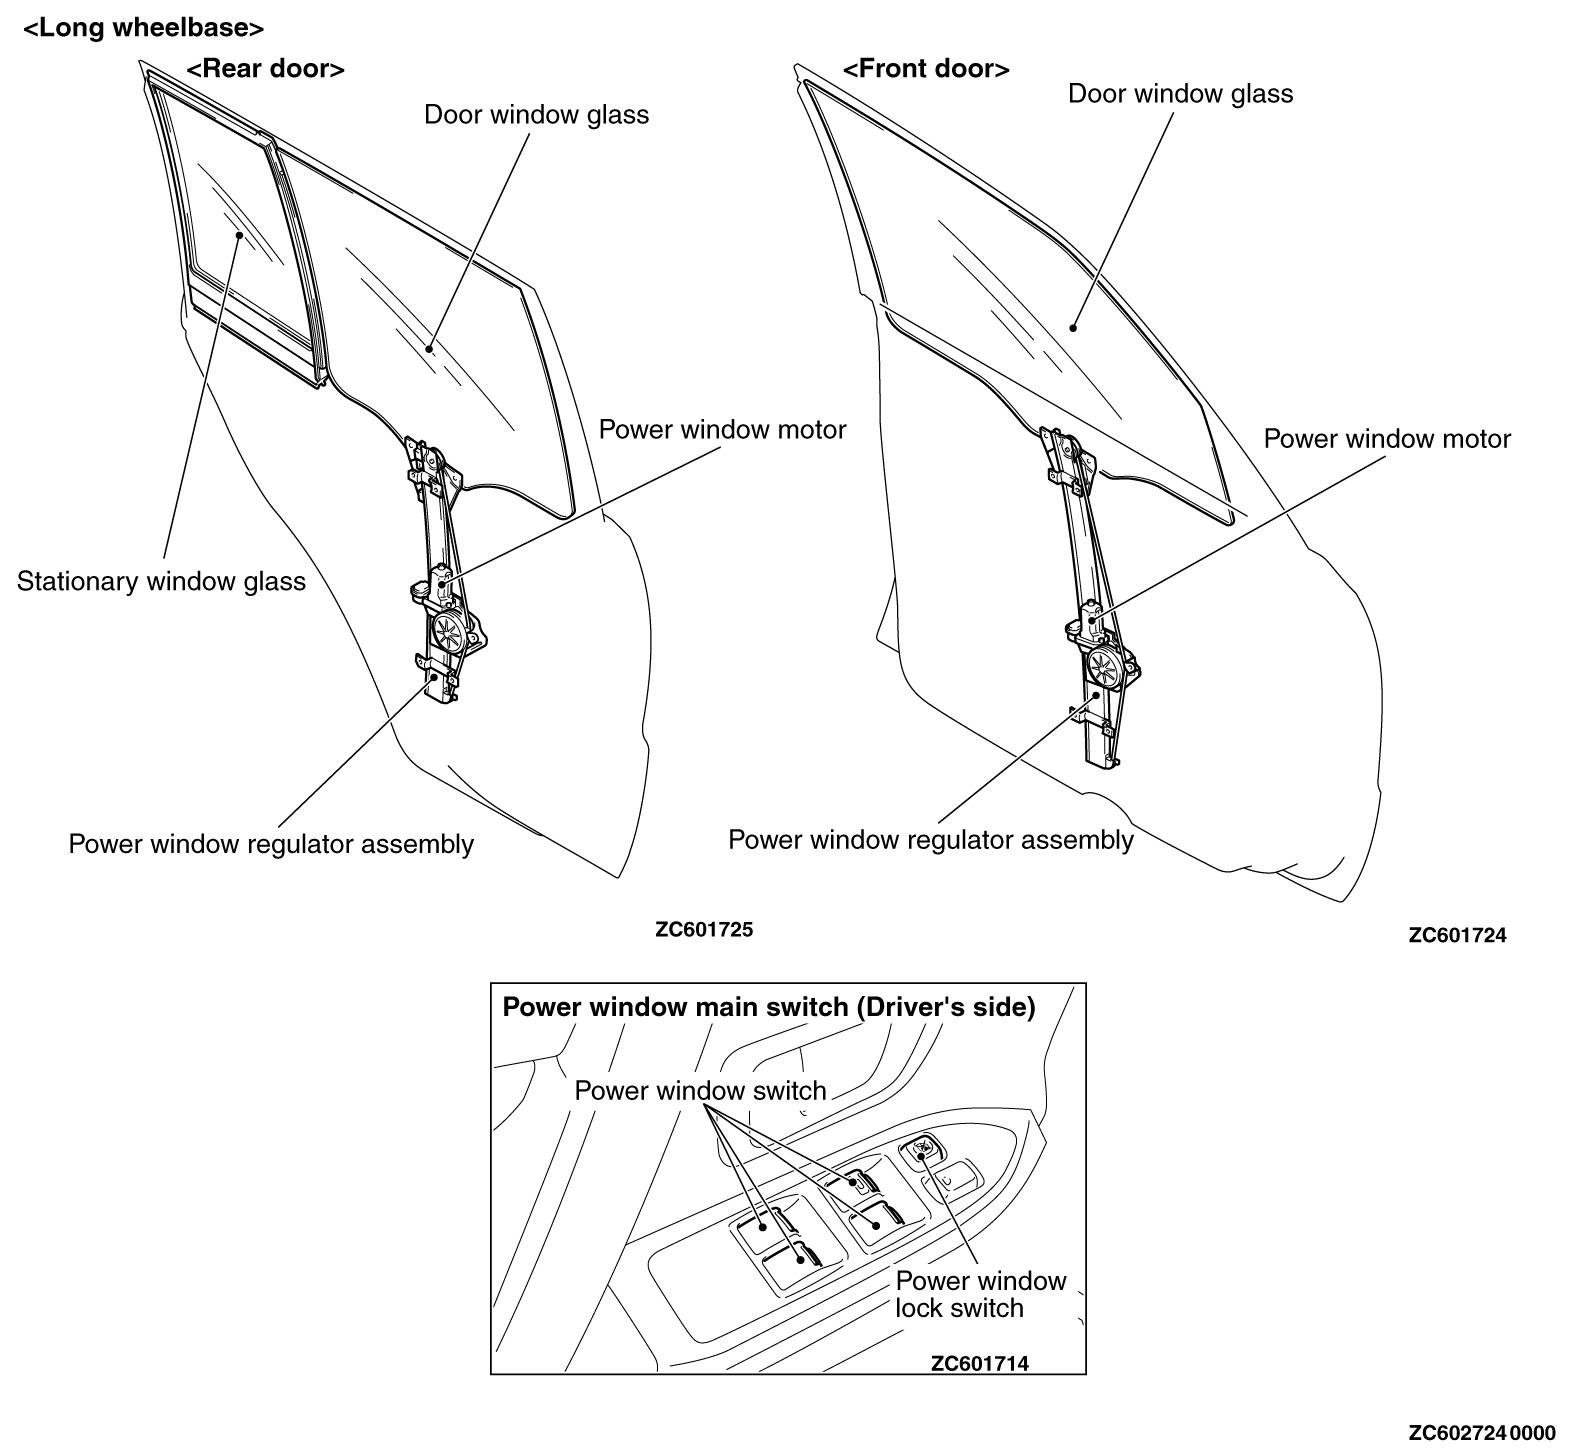 <Long wheelbase>
<Rear door>
<Front door>
Door window glass
Door window glass
Power window motor
Power window motor
Stationary window glass
Power window regulator assembly
Power window regulator assembly
ZC601725
ZC601724
Power window main switch (Driver's side)
Power window switch
Power window
lock switch
ZC601714
ZC6027240000